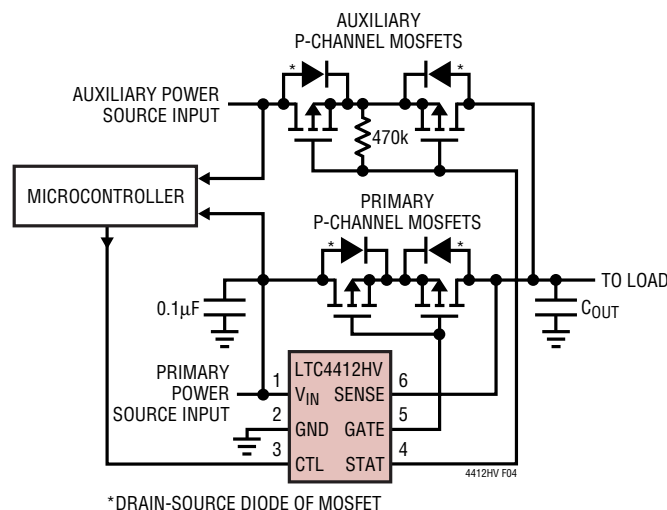 AUXILIARY
P-CHANNEL MOSFETS
*
*
AUXILIARY POWER
SOURCE INPUT
470k
MICROCONTROLLER
PRIMARY
P-CHANNEL MOSFETS
*
*
TO LOAD
0.1µF
COUT
PRIMARY
POWER
SOURCE INPUT
LTC4412HV
1
VIN
SENSE
6
2
GND
GATE
5
3
CTL
STAT
4
4412HV F04
*DRAIN-SOURCE DIODE OF MOSFET